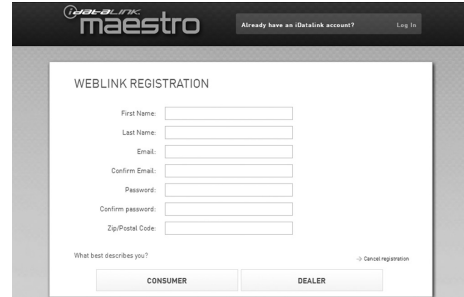 iDataLink
maestro
Already have an iDatalink account?
Log In
WEBLINK REGISTRATION
First Name:
Last Name:
Email:
Confirm Email:
Password:
Confirm password:
Zip/Postal Code:
What best describes you?
-> Cancel registration
CONSUMER
DEALER